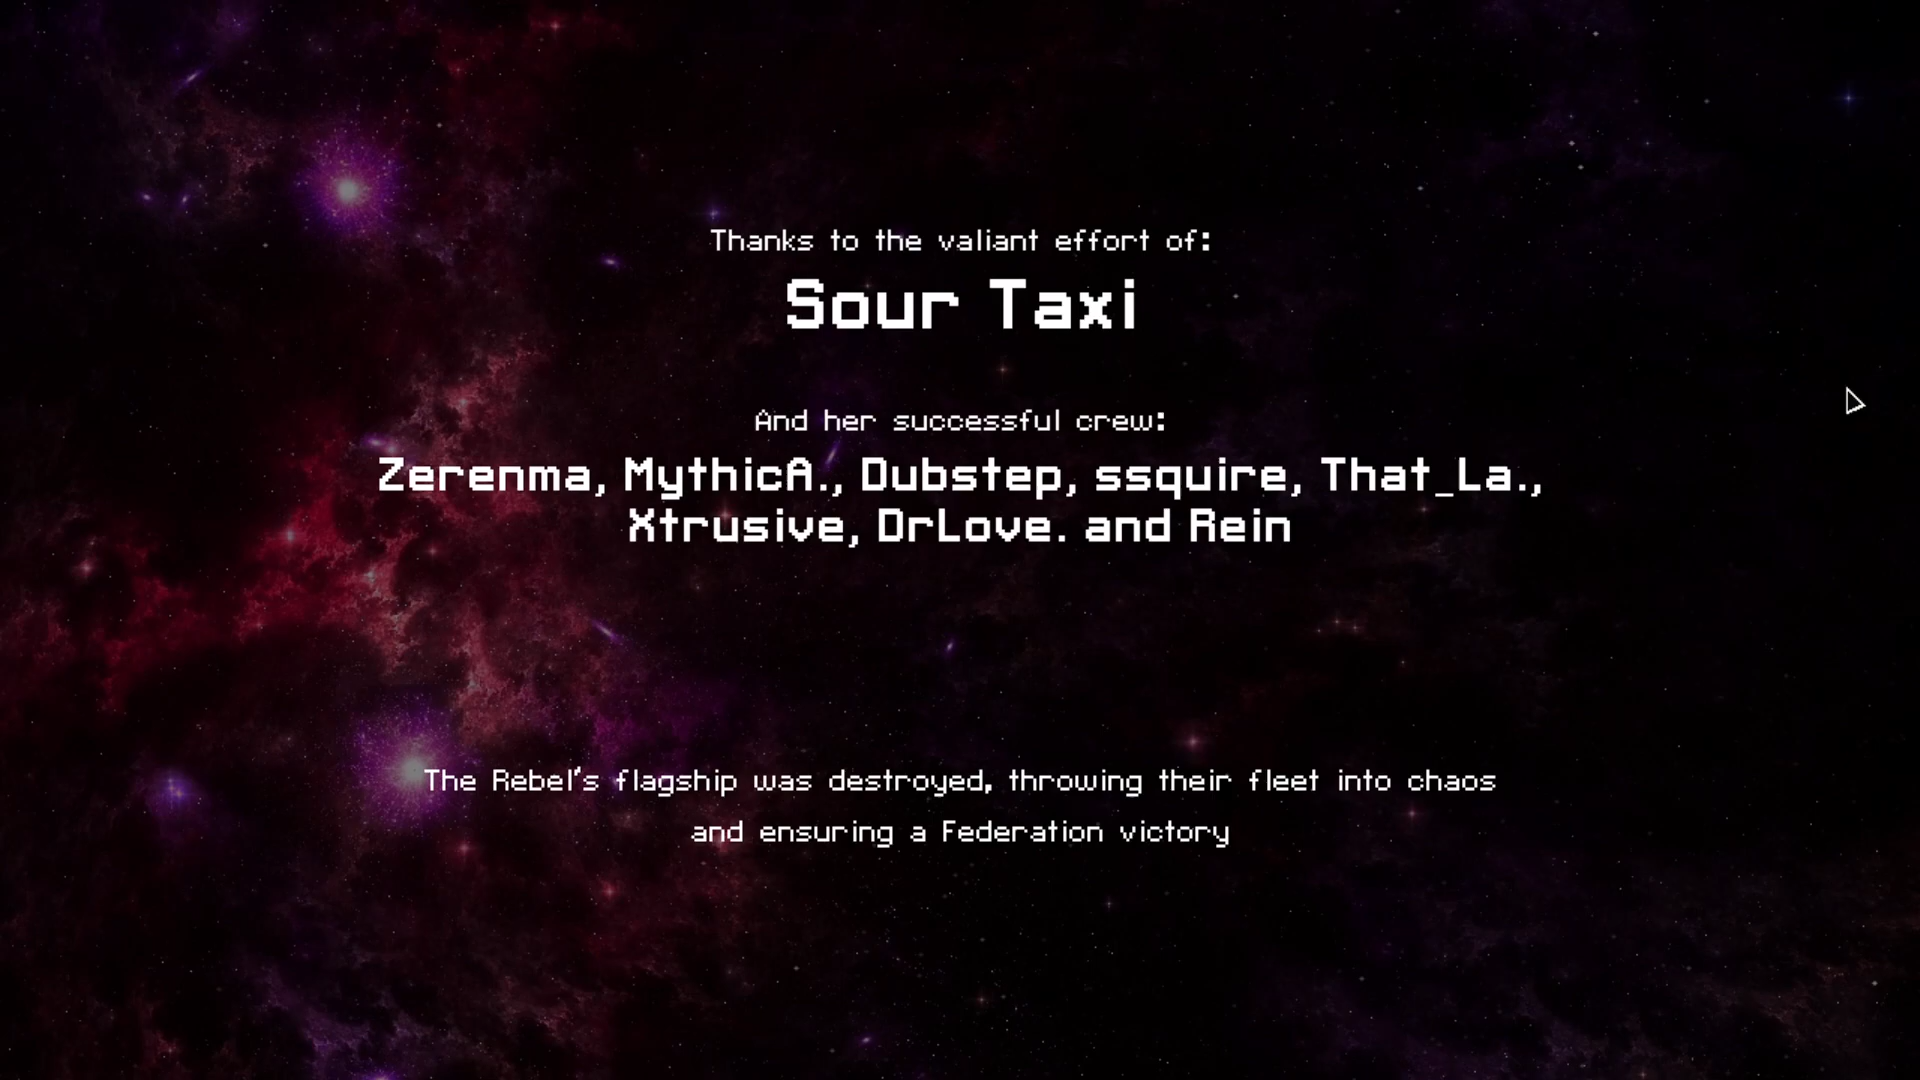 Thanks to the valiant effort of:
Sour Taxi
And her successful crew:
Zerenma, MythicA., Dubstep, ssquire, That_La.,
Xtrusive, DrLove. and Rein
The Rebel's flagship was destroyed, throwing their fleet into chaos
and ensuring a Federation victory